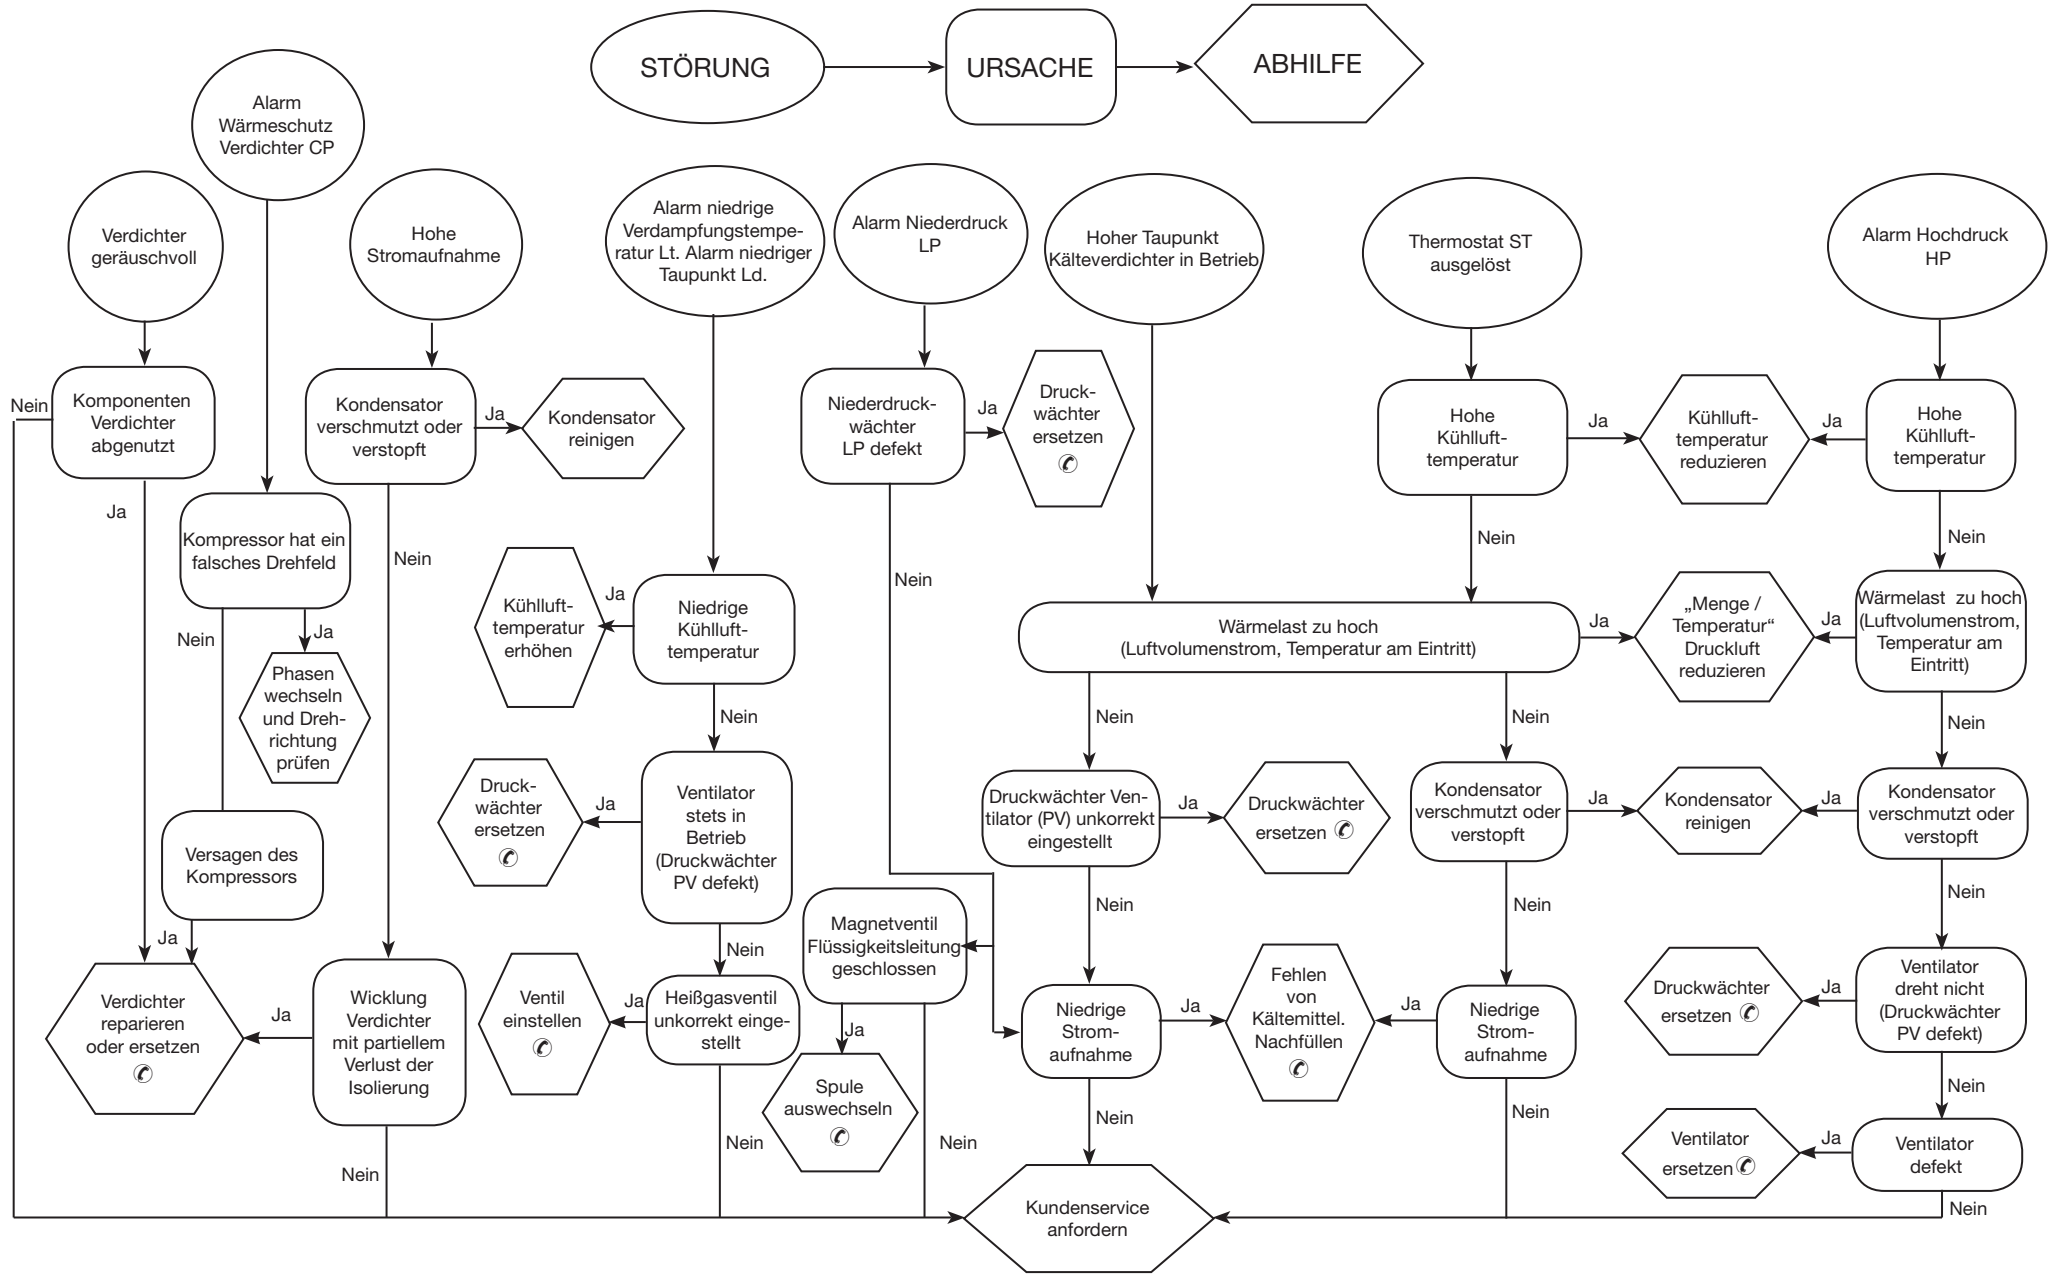 STÖRUNG
URSACHE
ABHILFE
Alarm
Wärmeschutz
Verdichter CP
Verdichter
geräuschvoll
Hohe
Stromaufnahme
Alarm niedrige
Verdampfungstempe-
ratur Lt. Alarm niedriger
Taupunkt Ld.
Alarm Niederdruck
LP
Hoher Taupunkt
Kälteverdichter in Betrieb
Thermostat ST
ausgelöst
Alarm Hochdruck
HP
Nein
Komponenten
Verdichter
abgenutzt
Ja
Kondensator
verschmutzt oder
verstopft
Ja
Kondensator
reinigen
Niederdruck-
wächter
LP defekt
Ja
Druck-
wächter
ersetzen
Hohe
Kühlluft-
temperatur
Ja
Kühlluft-
temperatur
reduzieren
Ja
Hohe
Kühlluft-
temperatur
Kompressor hat ein
falsches Drehfeld
Nein
Nein
Nein
Nein
Nein
Ja
Phasen
wechseln
und Dreh-
richtung
prüfen
Kühlluft-
temperatur
erhöhen
Ja
Niedrige
Kühlluft-
temperatur
Wärmelast zu hoch
(Luftvolumenstrom, Temperatur am Eintritt)
Ja
„Menge /
Temperatur“
Druckluft
reduzieren
Ja
Wärmelast  zu hoch
(Luftvolumenstrom,
Temperatur am
Eintritt)
Nein
Nein
Nein
Nein
Nein
Druck-
wächter
ersetzen
Ja
Ventilator
stets in
Betrieb
(Druckwächter
PV defekt)
Druckwächter Ven-
tilator (PV) unkorrekt
eingestellt
Ja
Druckwächter
ersetzen
Kondensator
verschmutzt oder
verstopft
Ja
Kondensator
reinigen
Ja
Kondensator
verschmutzt oder
verstopft
Versagen des
Kompressors
Ja
Nein
Nein
Nein
Nein
Magnetventil
Flüssigkeitsleitung
geschlossen
Verdichter
reparieren
oder ersetzen
Ja
Wicklung
Verdichter
mit partiellem
Verlust der
Isolierung
Ventil
einstellen
Ja
Heißgasventil
unkorrekt einge-
stellt
Ja
Spule
auswechseln
Niedrige
Strom-
aufnahme
Ja
Fehlen
von
Kältemittel.
Nachfüllen
Ja
Niedrige
Strom-
aufnahme
Druckwächter
ersetzen
Ja
Ventilator
dreht nicht
(Druckwächter
PV defekt)
Nein
Nein
Nein
Nein
Nein
Nein
Ventilator
ersetzen
Ja
Ventilator
defekt
Nein
Kundenservice
anfordern